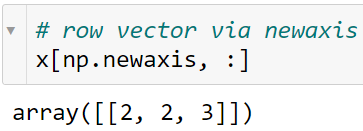 # row vector via newaxis
x[np.newaxis, :]
array([[2, 2, 3]])